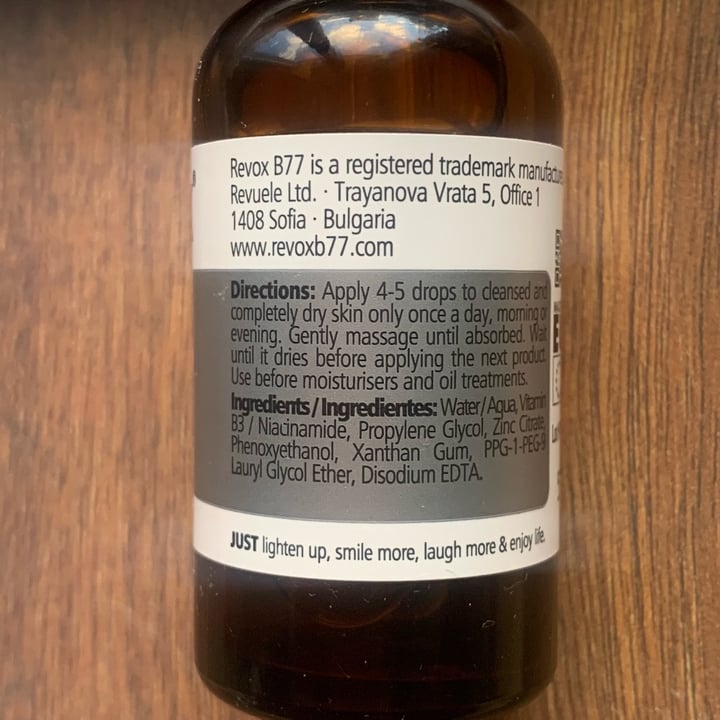 Revox B77 is a registered trademark manufactur
Revuele Ltd. · Trayanova Vrata 5, Office 1
1408 Sofia · Bulgaria
www.revoxb77.com
Directions: Apply 4-5 drops to cleansed and
completely dry skin only once a day, morning or
evening. Gently massage until absorbed. Wait
until it dries before applying the next product.
Use before moisturisers and oil treatments.
Ingredients/Ingredientes: Water/Aqua, Vitamin
B3 / Niacinamide, Propylene Glycol, Zinc Citrate,
Phenoxyethanol, Xanthan Gum, PPG-1-PEG-9
Lauryl Glycol Ether, Disodium EDTA.
JUST lighten up, smile more, laugh more & enjoy life.